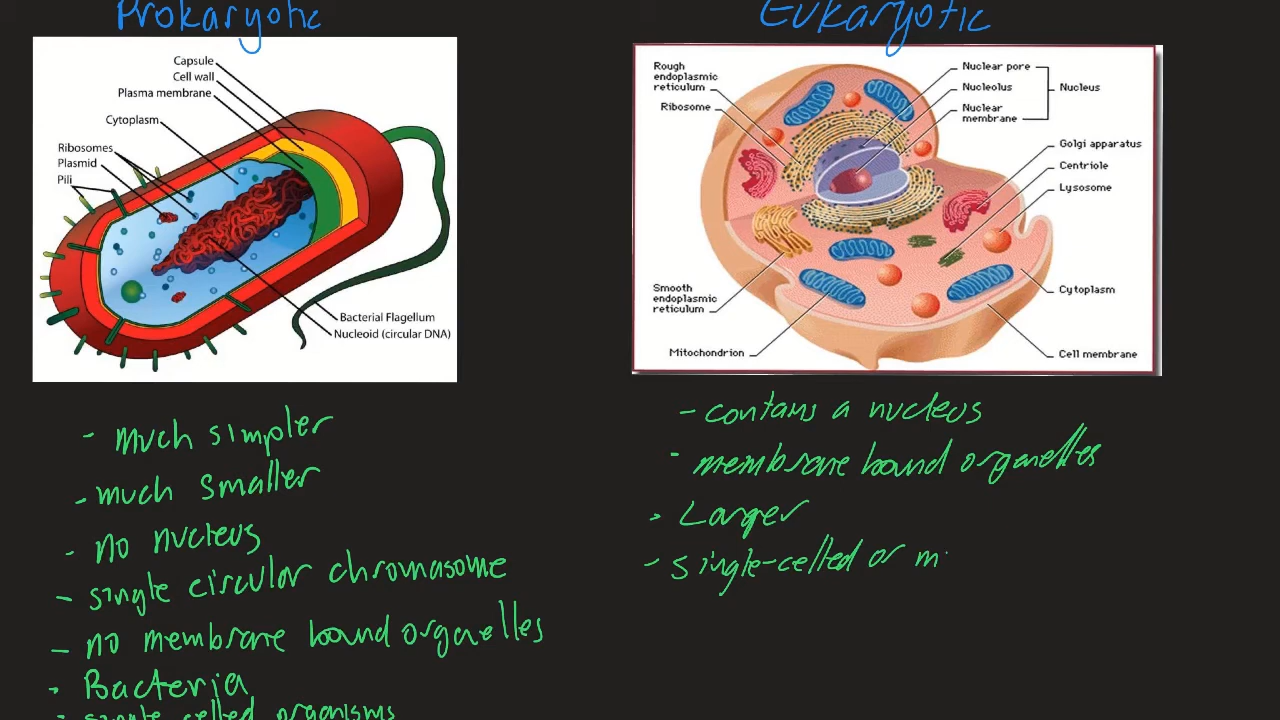 Prokaryotic
Eukaryotic
Capsule
Cell wall
Plasma membrane
Cytoplasm
Ribosomes
Plasmid
Pili
Bacterial Flagellum
Nucleoid (circular DNA)
Rough
endoplasmic
reticulum
Ribosome
Nuclear pore
Nucleolus
Nuclear
membrane
Nucleus
Golgi apparatus
Centriole
Lysosome
Smooth
endoplasmic
reticulum
Mitochondrion
Cytoplasm
Cell membrane
- much simpler
- much smaller
- no nucleus
- single circular chromasome
- no membrane bound organelles
- Bacteria
- single celled organisms
- contains a nucleus
- membrane bound organelles
- Larger
- single-celled or m